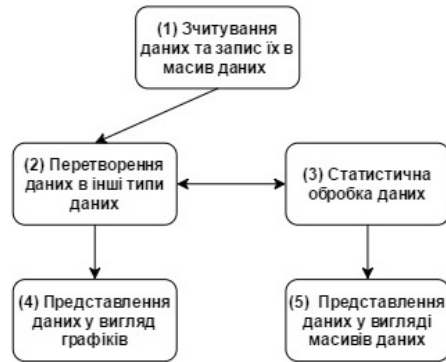 (1) Зчитування
даних та запис їх в
масив даних
(2) Перетворення
даних в інші типи
даних
(3) Статистична
обробка даних
(4) Представлення
даних у вигляд
графіків
(5) Представлення
даних у вигляді
масивів даних